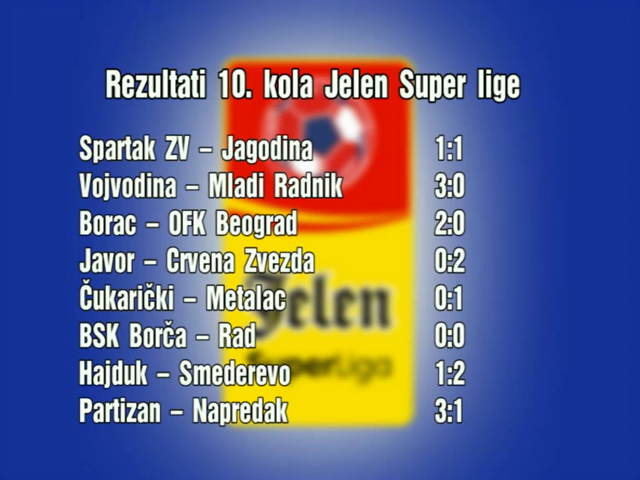 Rezultati 10. kola Jelen Super lige
Spartak ZV – Jagodina 1:1
Vojvodina – Mladi Radnik 3:0
Borac – OFK Beograd 2:0
Javor – Crvena Zvezda 0:2
Čukarički – Metalac 0:1
BSK Borča – Rad 0:0
Hajduk – Smederevo 1:2
Partizan – Napredak 3:1
Jelen
SuperLiga